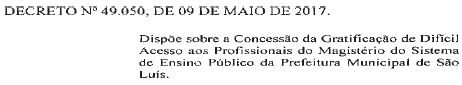 DECRETO Nº 49.050, DE 09 DE MAIO DE 2017.
Dispõe sobre a Concessão da Gratificação de Difícil
Acesso aos Profissionais do Magistério do Sistema
de Ensino Público da Prefeitura Municipal de São
Luís.